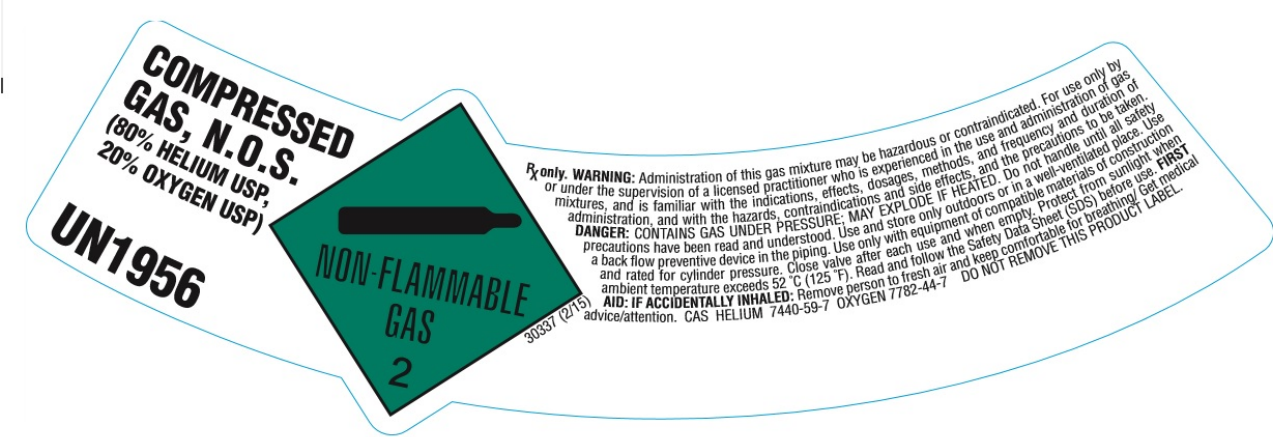 COMPRESSED
GAS, N.O.S.
(80% HELIUM USP,
20% OXYGEN USP)
UN1956
NON-FLAMMABLE
GAS
2
30337 (2/15)
Rx only. WARNING: Administration of this gas mixture may be hazardous or contraindicated. For use only by
or under the supervision of a licensed practitioner who is experienced in the use and administration of gas
mixtures, and is familiar with the indications, effects, dosages, methods, and frequency and duration of
administration, and with the hazards, contraindications and side effects, and the precautions to be taken.
DANGER: CONTAINS GAS UNDER PRESSURE; MAY EXPLODE IF HEATED. Do not handle until all safety
precautions have been read and understood. Use and store only outdoors or in a well-ventilated place. Use
a back flow preventive device in the piping. Use only with equipment of compatible materials of construction
and rated for cylinder pressure. Close valve after each use and when empty. Protect from sunlight when
ambient temperature exceeds 52 °C (125 °F). Read and follow the Safety Data Sheet (SDS) before use. FIRST
AID: IF ACCIDENTALLY INHALED: Remove person to fresh air and keep comfortable for breathing/ Get medical
advice/attention. CAS HELIUM 7440-59-7 OXYGEN 7782-44-7 DO NOT REMOVE THIS PRODUCT LABEL.